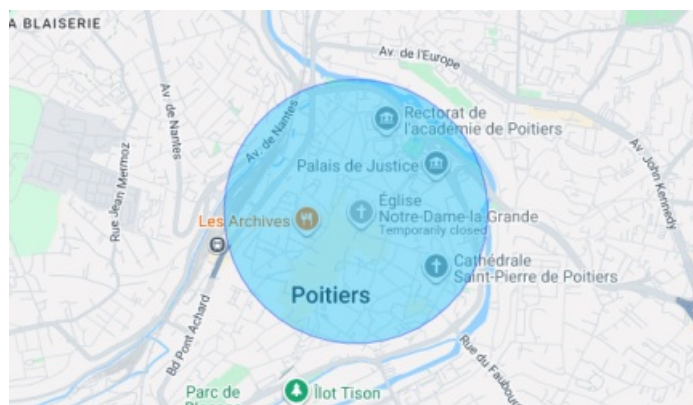 A BLAISERIE
Av. de l'Europe
Av. de Nantes
Av. de Nantes
Rectorat de
l'académie de Poitiers
Palais de Justice
Av. John Kennedy
Rue Jean Mermoz
Les Archives
Église
Notre-Dame-la Grande
Temporarily closed
Cathédrale
Saint-Pierre de Poitiers
Poitiers
Bd Pont Achard
Rue du Faubou
Parc de
Îlot Tison